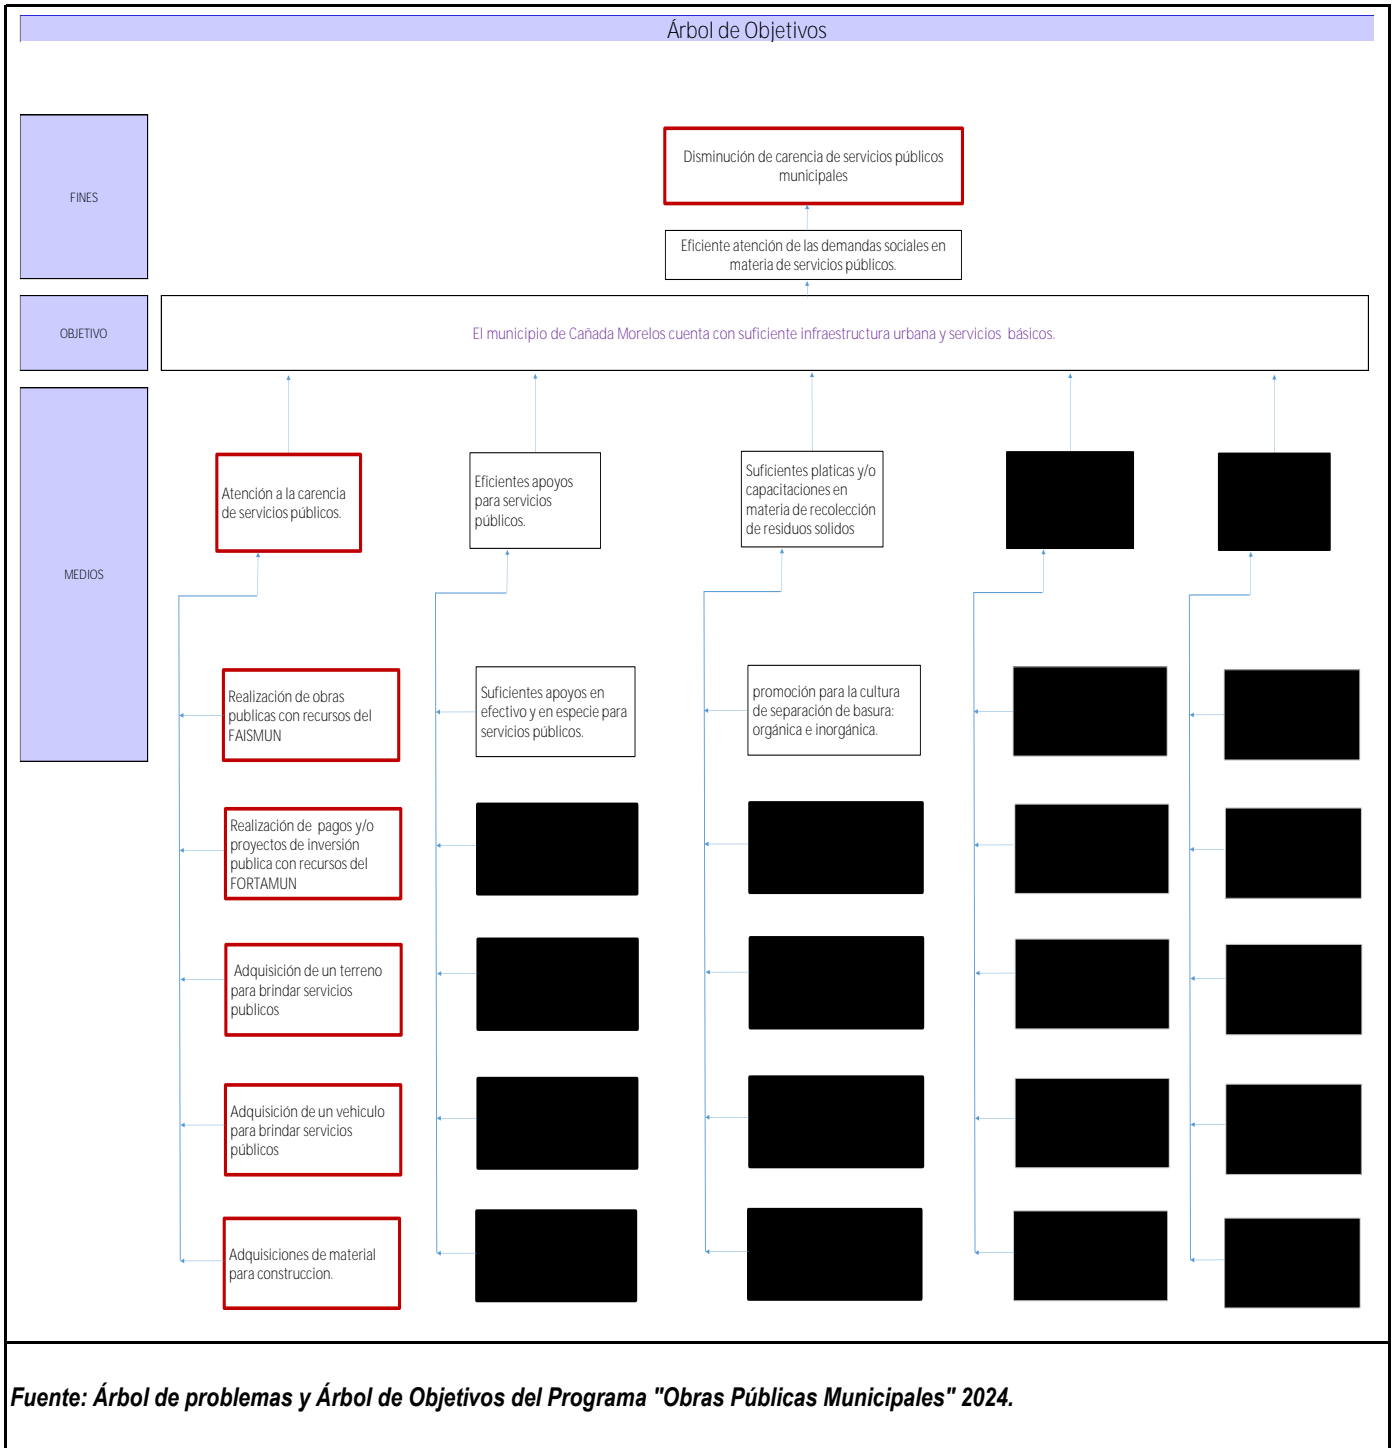 Árbol de Objetivos
FINES
Disminución de carencia de servicios públicos
municipales
Eficiente atención de las demandas sociales en
materia de servicios públicos.
OBJETIVO
El municipio de Cañada Morelos cuenta con suficiente infraestructura urbana y servicios básicos.
MEDIOS
Atención a la carencia
de servicios públicos.
Eficientes apoyos
para servicios
públicos.
Suficientes platicas y/o
capacitaciones en
materia de recolección
de residuos solidos
Realización de obras
publicas con recursos del
FAISMUN
Suficientes apoyos en
efectivo y en especie para
servicios públicos.
promoción para la cultura
de separación de basura:
orgánica e inorgánica.
Realización de pagos y/o
proyectos de inversión
publica con recursos del
FORTAMUN
Adquisición de un terreno
para brindar servicios
publicos
Adquisición de un vehiculo
para brindar servicios
públicos
Adquisiciones de material
para construccion.
Fuente: Árbol de problemas y Árbol de Objetivos del Programa "Obras Públicas Municipales" 2024.